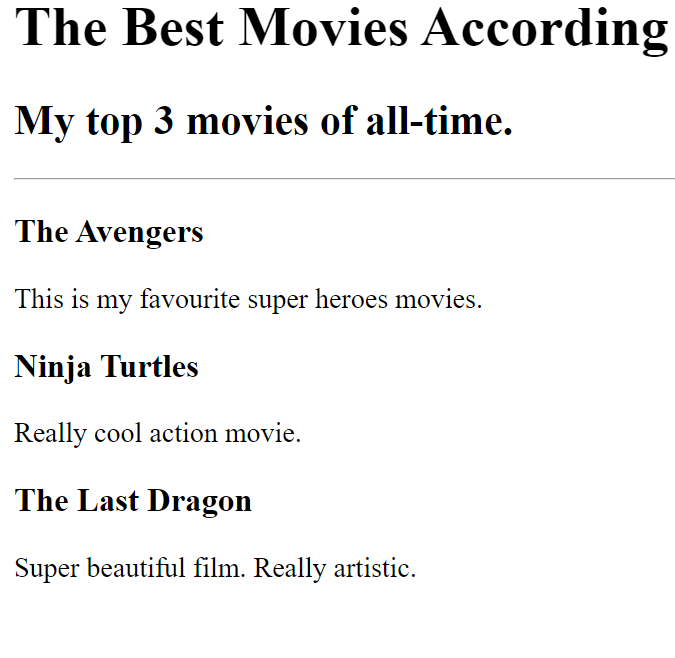 The Best Movies According
My top 3 movies of all-time.
The Avengers
This is my favourite super heroes movies.
Ninja Turtles
Really cool action movie.
The Last Dragon
Super beautiful film. Really artistic.